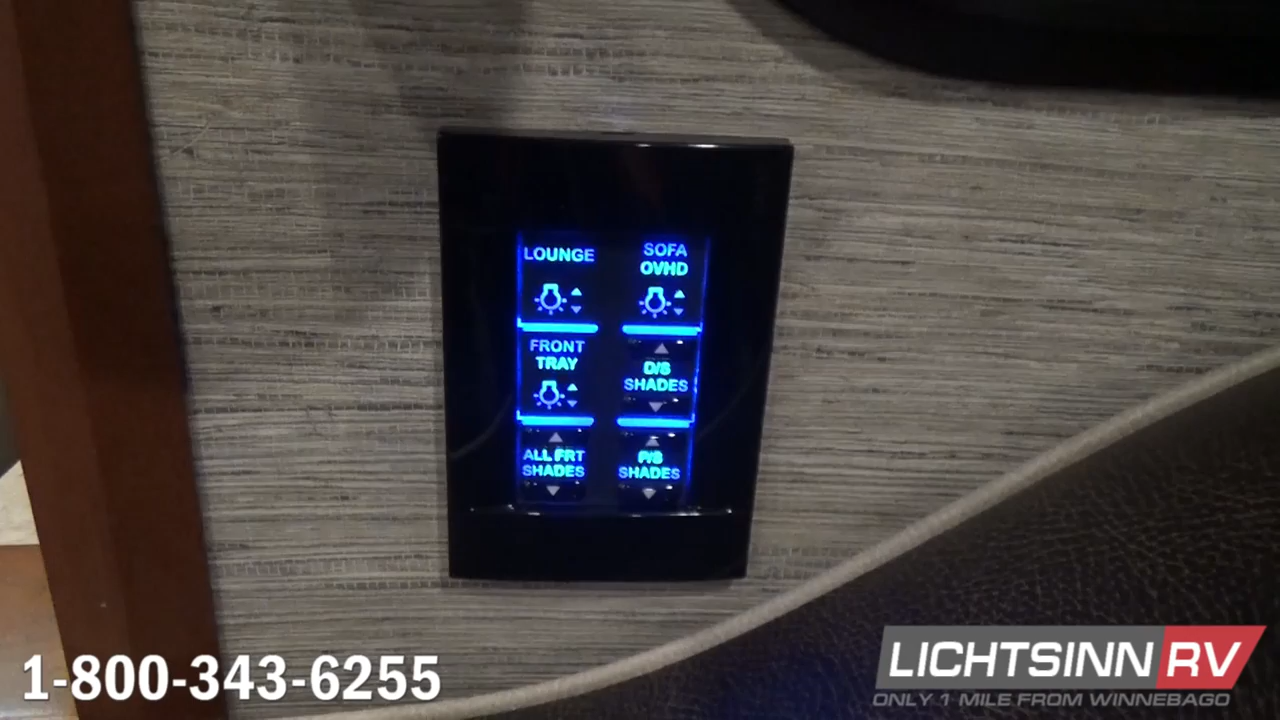 LOUNGE
SOFA
OVHD
FRONT
TRAY
D/S
SHADES
ALL FRT
SHADES
P/S
SHADES
1-800-343-6255
LICHTSINN RV
ONLY 1 MILE FROM WINNEBAGO